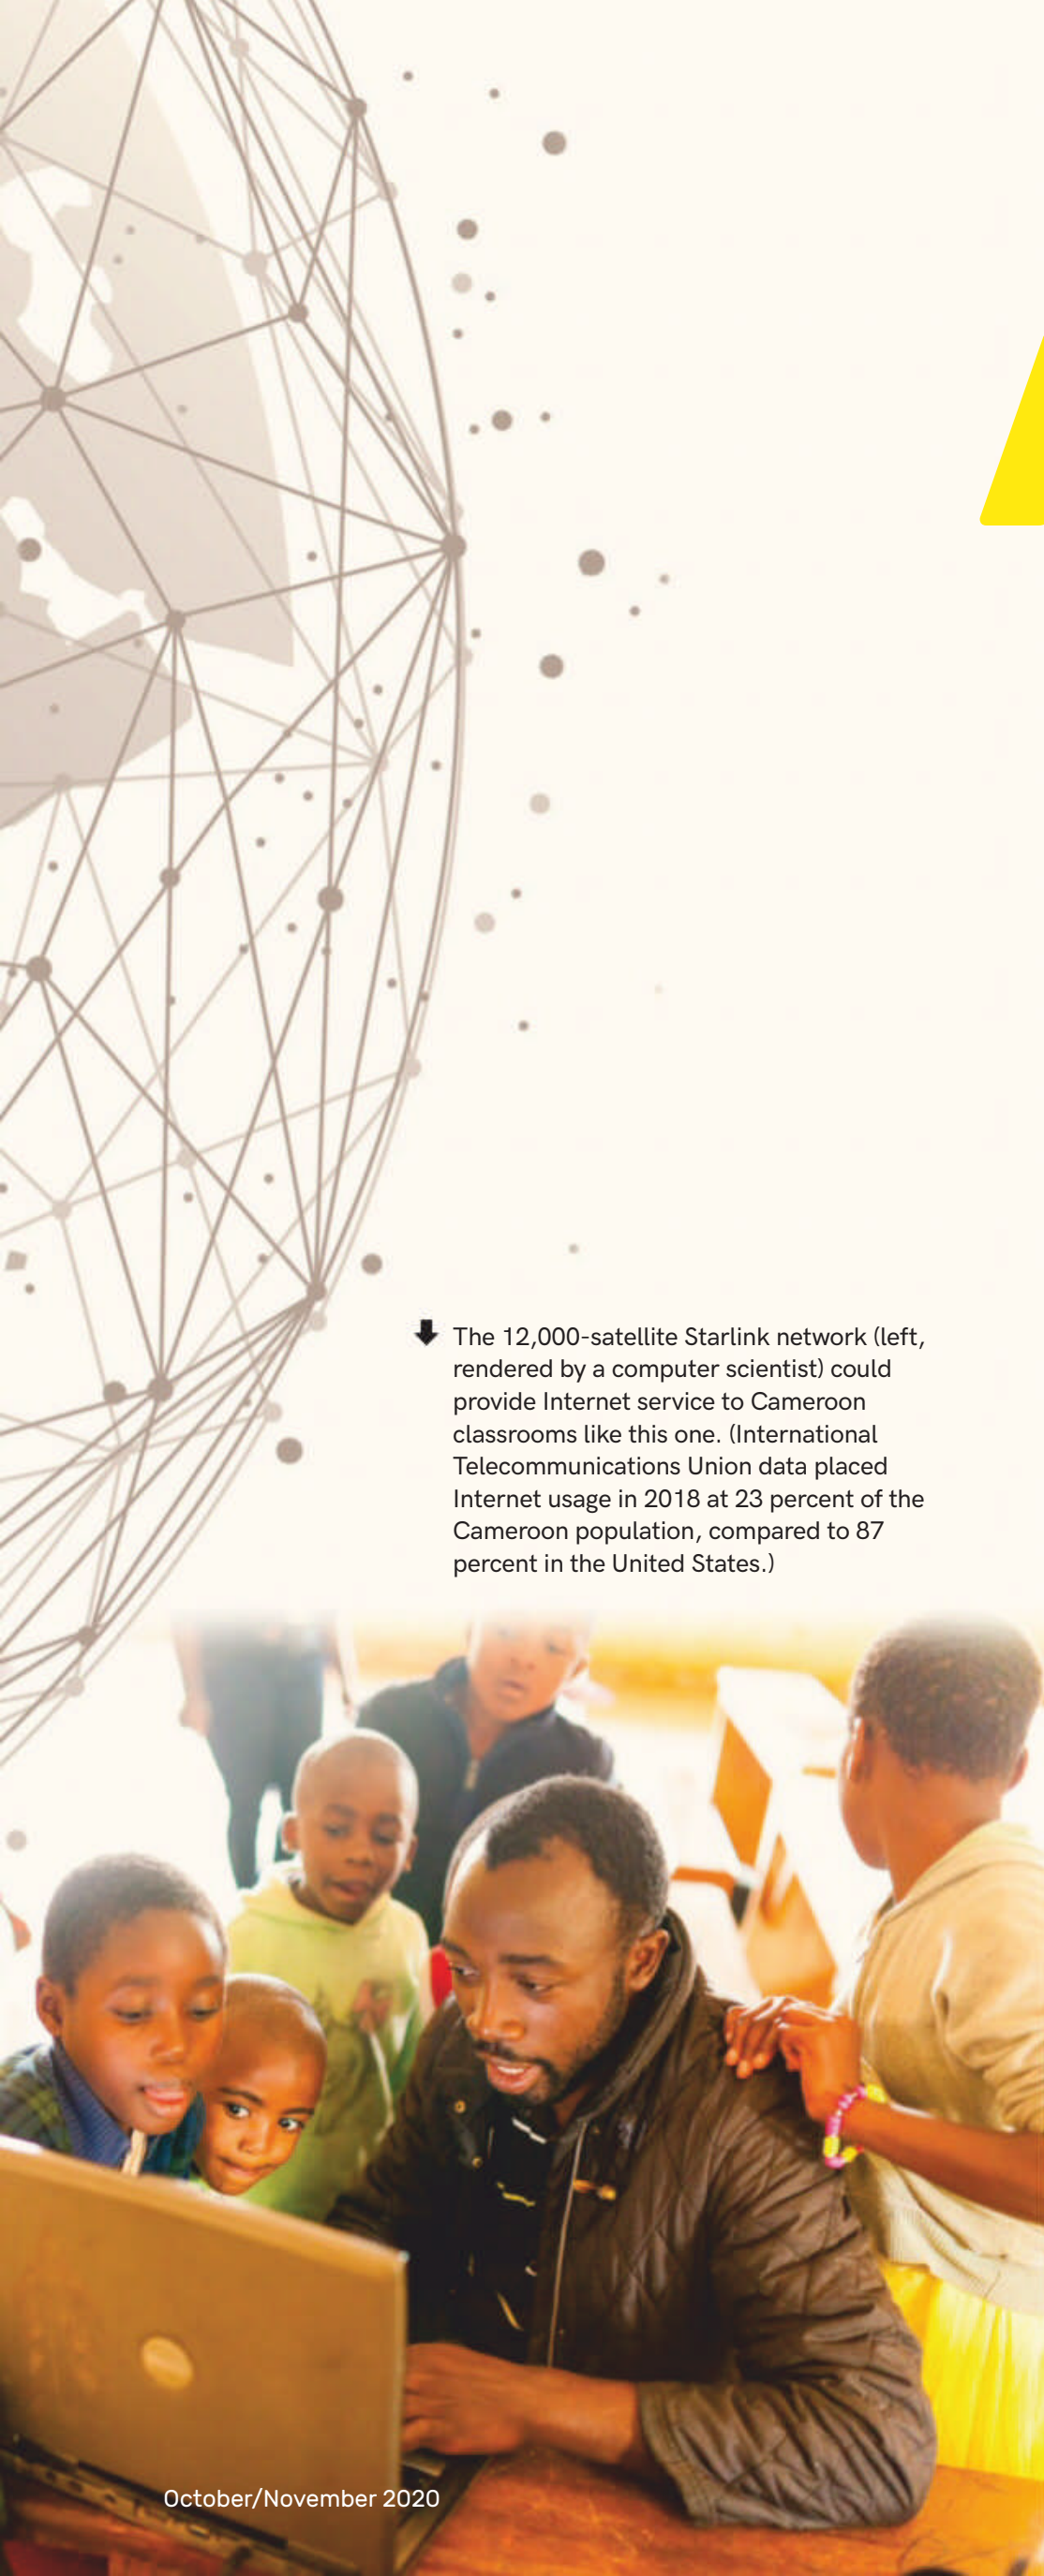 The 12,000-satellite Starlink network (left,
rendered by a computer scientist) could
provide Internet service to Cameroon
classrooms like this one. (International
Telecommunications Union data placed
Internet usage in 2018 at 23 percent of the
Cameroon population, compared to 87
percent in the United States.)
October/November 2020